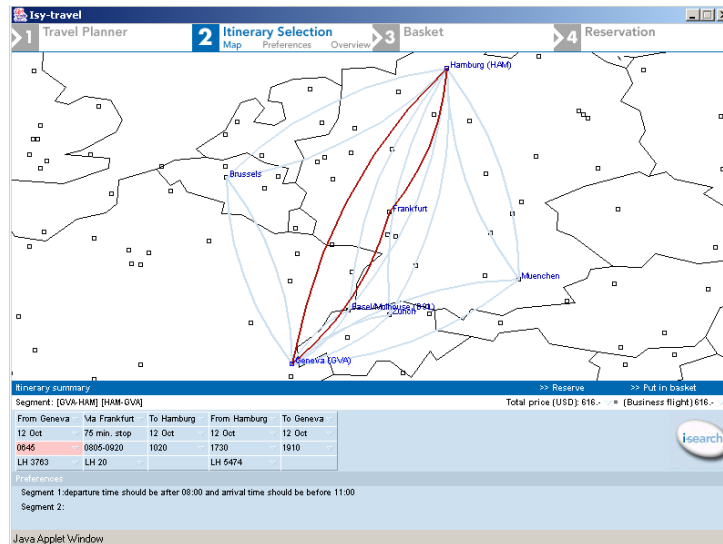 Isy-travel
1 Travel Planner
2 Itinerary Selection
Map Preferences Overview
3 Basket
4 Reservation
Hamburg (HAM)
Brussels
Frankfurt
Muenchen
Basel/Mulhouse (BSL)
Zürich
Geneva (GVA)
Itinerary summary >> Reserve >> Put in basket
Segment: [GVA-HAM] [HAM-GVA] Total price (USD): 616.- = (Business flight) 616.-
From Geneva Via Frankfurt To Hamburg From Hamburg To Geneva
12 Oct 75 min. stop 12 Oct 12 Oct 12 Oct
0645 0805-0920 1020 1730 1910
LH 3763 LH 20 LH 5474
i-search
Preferences
Segment 1:departure time should be after 08:00 and arrival time should be before 11:00
Segment 2:
Java Applet Window